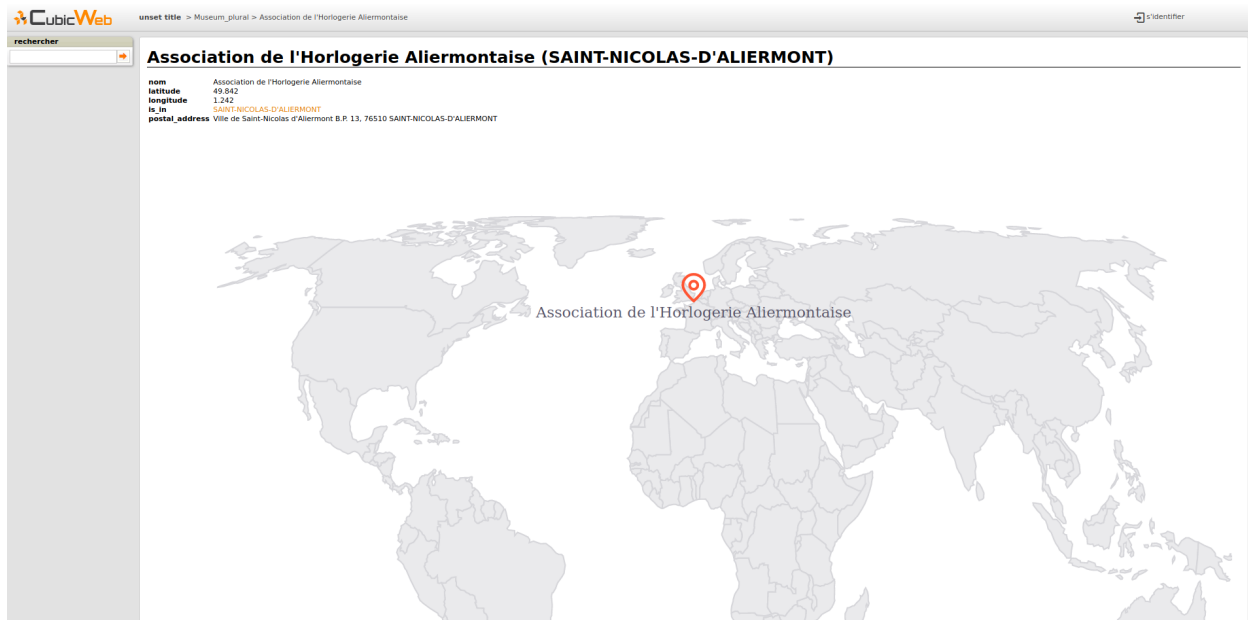 CubicWeb
unset title > Museum_plural > Association de l'Horlogerie Aliermontaise
s'identifier
rechercher
Association de l'Horlogerie Aliermontaise (SAINT-NICOLAS-D'ALIERMONT)
nom Association de l'Horlogerie Aliermontaise
latitude 49.842
longitude 1.242
is_in SAINT-NICOLAS-D'ALIERMONT
postal_address Ville de Saint-Nicolas d'Aliermont B.P. 13, 76510 SAINT-NICOLAS-D'ALIERMONT
Association de l'Horlogerie Aliermontaise